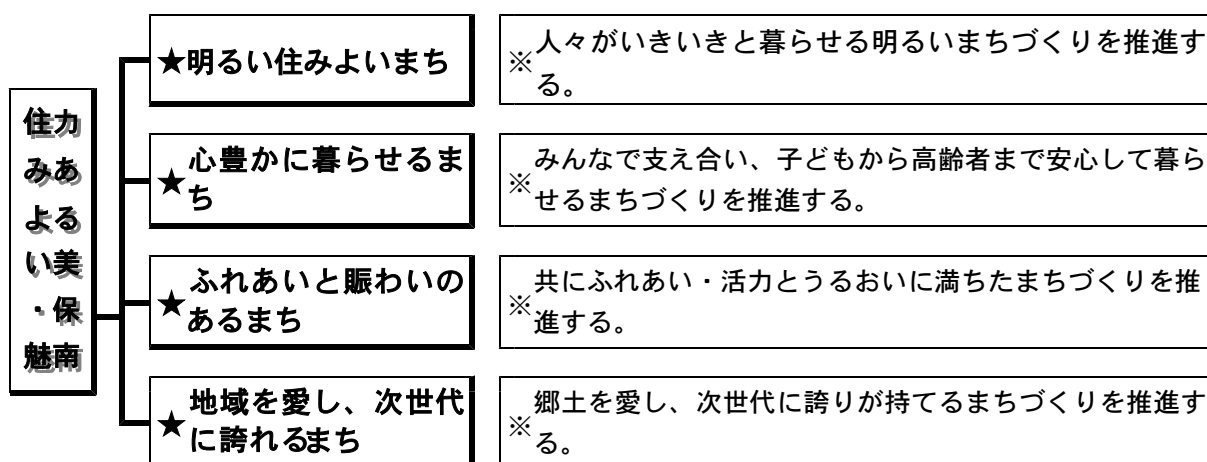 住みよい・魅
力ある美保南
★明るい住みよいまち
※人々がいきいきと暮らせる明るいまちづくりを推進す
る。
★心豊かに暮らせるま
ち
※みんなで支え合い、子どもから高齢者まで安心して暮ら
せるまちづくりを推進する。
★ふれあいと賑わいの
あるまち
※共にふれあい・活力とうるおいに満ちたまちづくりを推
進する。
★地域を愛し、次世代
に誇れるまち
※郷土を愛し、次世代に誇りが持てるまちづくりを推進す
る。